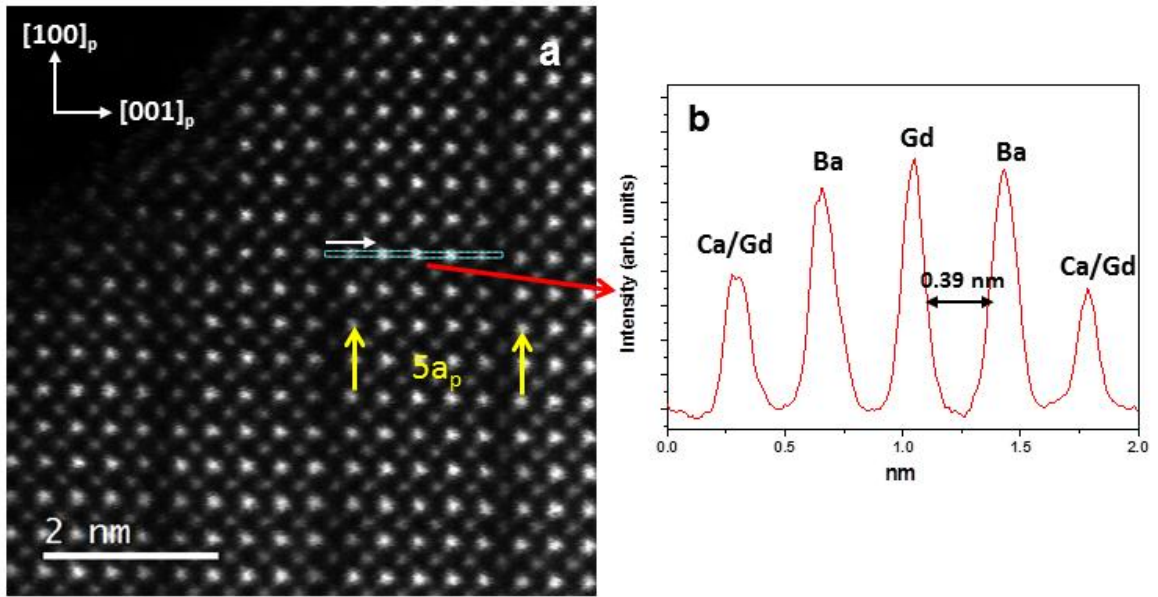 [100]p
a
[001]p
5ap
2 nm
b
Intensity (arb. units)
Ca/Gd
Ba
Gd
Ba
Ca/Gd
0.39 nm
0.0 0.5 1.0 1.5 2.0
nm